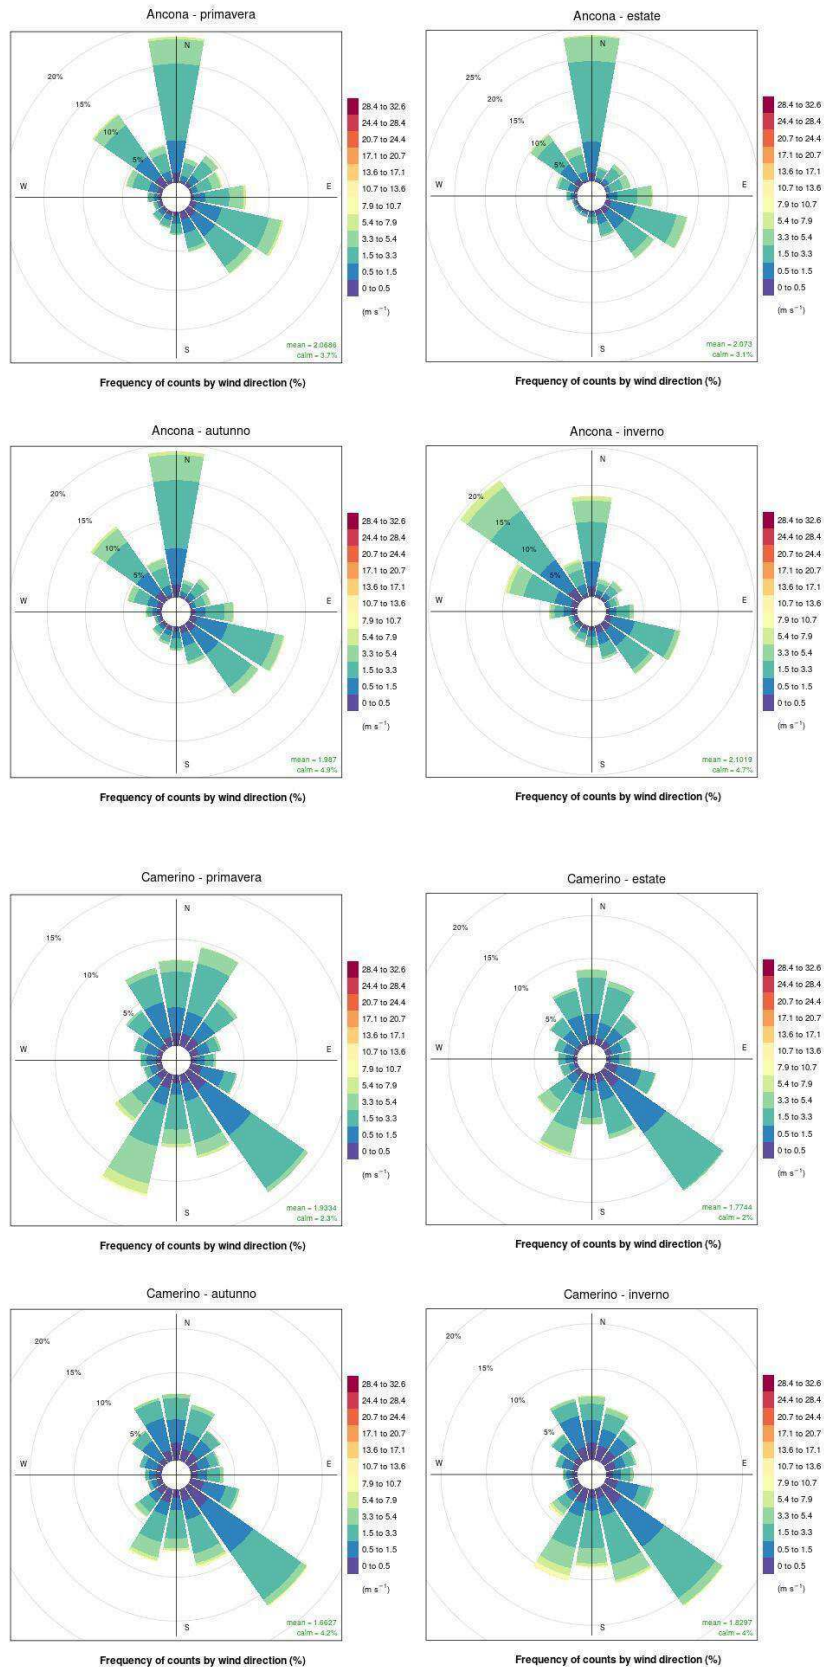 Ancona - primavera
N
20%
15%
10%
5%
W
E
S
mean = 2.0686
calm = 3.7%
28.4 to 32.6
24.4 to 28.4
20.7 to 24.4
17.1 to 20.7
13.6 to 17.1
10.7 to 13.6
7.9 to 10.7
5.4 to 7.9
3.3 to 5.4
1.5 to 3.3
0.5 to 1.5
0 to 0.5
(m s⁻¹)
Frequency of counts by wind direction (%)
Ancona - estate
N
25%
20%
15%
10%
5%
W
E
S
mean = 2.073
calm = 3.1%
28.4 to 32.6
24.4 to 28.4
20.7 to 24.4
17.1 to 20.7
13.6 to 17.1
10.7 to 13.6
7.9 to 10.7
5.4 to 7.9
3.3 to 5.4
1.5 to 3.3
0.5 to 1.5
0 to 0.5
(m s⁻¹)
Frequency of counts by wind direction (%)
Ancona - autunno
N
20%
15%
10%
5%
W
E
S
mean = 1.987
calm = 4.9%
28.4 to 32.6
24.4 to 28.4
20.7 to 24.4
17.1 to 20.7
13.6 to 17.1
10.7 to 13.6
7.9 to 10.7
5.4 to 7.9
3.3 to 5.4
1.5 to 3.3
0.5 to 1.5
0 to 0.5
(m s⁻¹)
Frequency of counts by wind direction (%)
Ancona - inverno
N
20%
15%
10%
5%
W
E
S
mean = 2.1019
calm = 4.7%
28.4 to 32.6
24.4 to 28.4
20.7 to 24.4
17.1 to 20.7
13.6 to 17.1
10.7 to 13.6
7.9 to 10.7
5.4 to 7.9
3.3 to 5.4
1.5 to 3.3
0.5 to 1.5
0 to 0.5
(m s⁻¹)
Frequency of counts by wind direction (%)
Camerino - primavera
N
15%
10%
5%
W
E
S
mean = 1.9334
calm = 2.3%
28.4 to 32.6
24.4 to 28.4
20.7 to 24.4
17.1 to 20.7
13.6 to 17.1
10.7 to 13.6
7.9 to 10.7
5.4 to 7.9
3.3 to 5.4
1.5 to 3.3
0.5 to 1.5
0 to 0.5
(m s⁻¹)
Frequency of counts by wind direction (%)
Camerino - estate
N
20%
15%
10%
5%
W
E
S
mean = 1.7744
calm = 2%
28.4 to 32.6
24.4 to 28.4
20.7 to 24.4
17.1 to 20.7
13.6 to 17.1
10.7 to 13.6
7.9 to 10.7
5.4 to 7.9
3.3 to 5.4
1.5 to 3.3
0.5 to 1.5
0 to 0.5
(m s⁻¹)
Frequency of counts by wind direction (%)
Camerino - autunno
N
20%
15%
10%
5%
W
E
S
mean = 1.6627
calm = 4.2%
28.4 to 32.6
24.4 to 28.4
20.7 to 24.4
17.1 to 20.7
13.6 to 17.1
10.7 to 13.6
7.9 to 10.7
5.4 to 7.9
3.3 to 5.4
1.5 to 3.3
0.5 to 1.5
0 to 0.5
(m s⁻¹)
Frequency of counts by wind direction (%)
Camerino - inverno
N
20%
15%
10%
5%
W
E
S
mean = 1.8297
calm = 4%
28.4 to 32.6
24.4 to 28.4
20.7 to 24.4
17.1 to 20.7
13.6 to 17.1
10.7 to 13.6
7.9 to 10.7
5.4 to 7.9
3.3 to 5.4
1.5 to 3.3
0.5 to 1.5
0 to 0.5
(m s⁻¹)
Frequency of counts by wind direction (%)